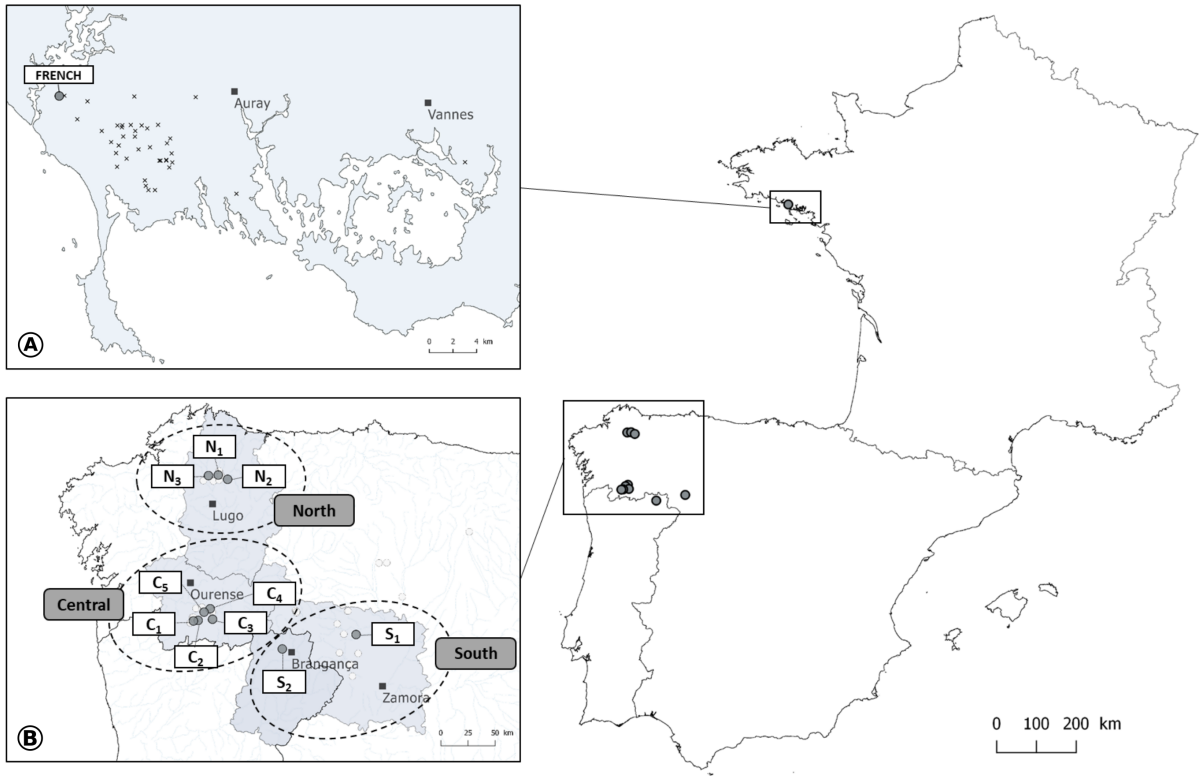 FRENCH
Auray
Vannes
0 2 4 km
A
N1
N3
N2
Lugo
North
C5
Ourense
C4
Central
C1
C3
S1
C2
Brangança
South
S2
Zamora
B
0 25 50 km
0 100 200 km